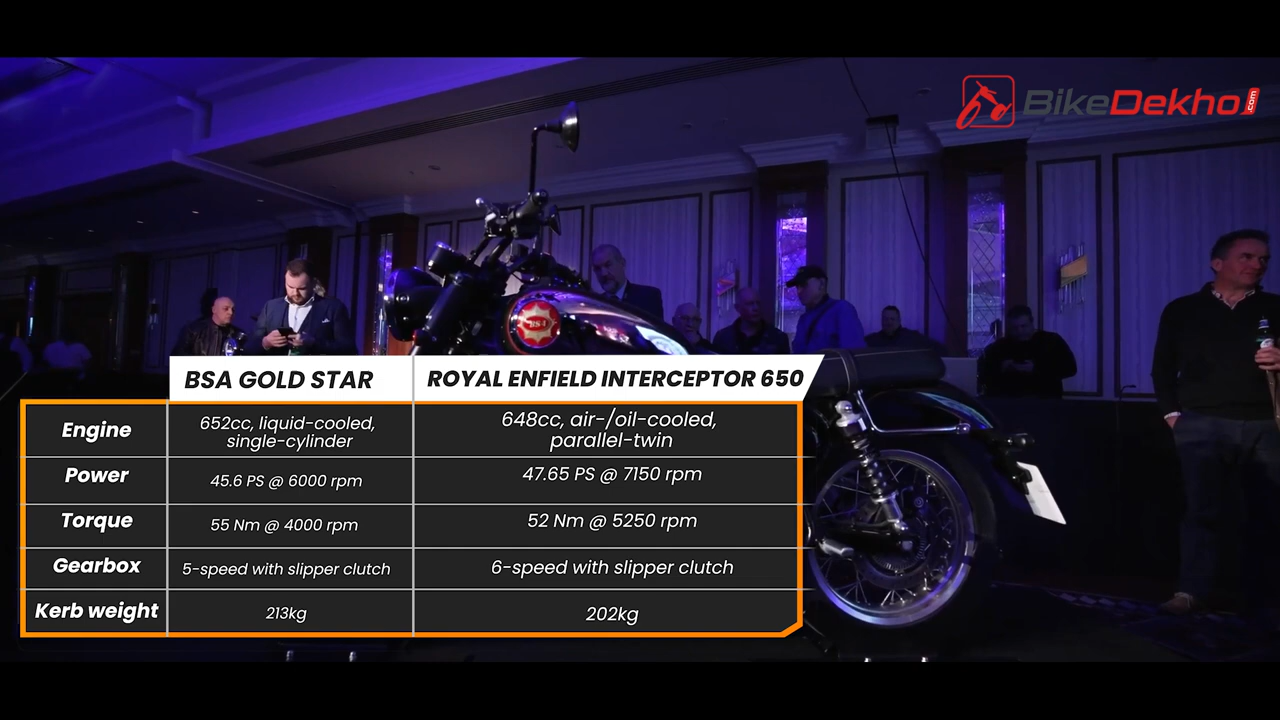 BikeDekho.com
BSA GOLD STAR
ROYAL ENFIELD INTERCEPTOR 650
Engine
652cc, liquid-cooled,
single-cylinder
648cc, air-/oil-cooled,
parallel-twin
Power
45.6 PS @ 6000 rpm
47.65 PS @ 7150 rpm
Torque
55 Nm @ 4000 rpm
52 Nm @ 5250 rpm
Gearbox
5-speed with slipper clutch
6-speed with slipper clutch
Kerb weight
213kg
202kg
BSA